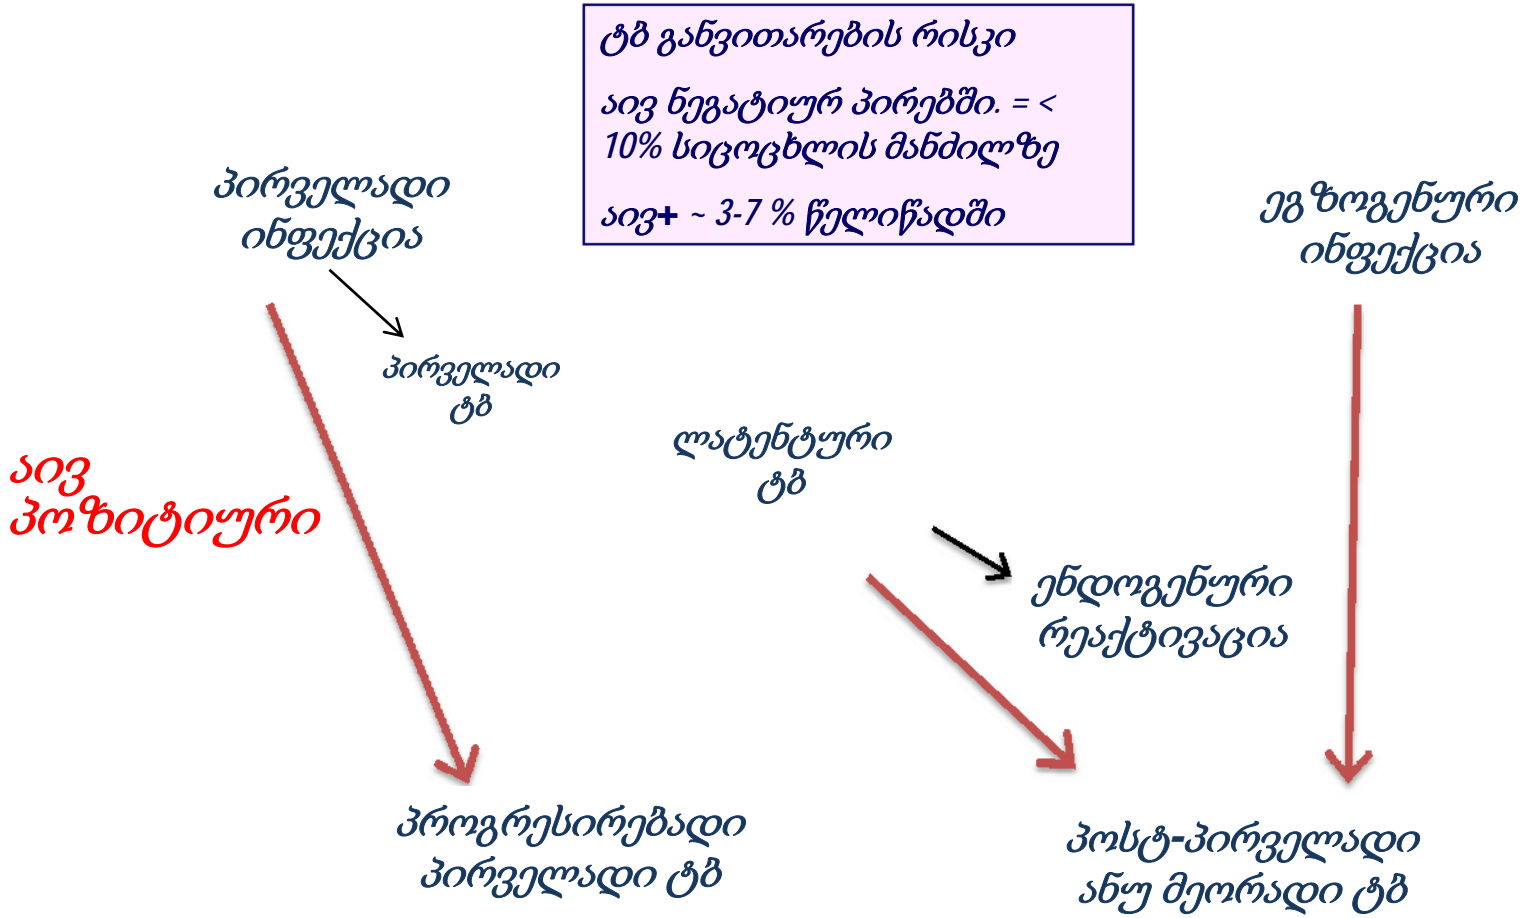 ტბ განვითარების რისკი
აივ ნეგატიურ პირებში. = <
10% სიცოცხლის მანძილზე
აივ+ ~ 3-7 % წელიწადში
პირველადი
ინფექცია
ეგზოგენური
ინფექცია
პირველადი
ტბ
ლატენტური
ტბ
აივ
პოზიტიური
ენდოგენური
რეაქტივაცია
პროგრესირებადი
პირველადი ტბ
პოსტ-პირველადი
ანუ მეორადი ტბ